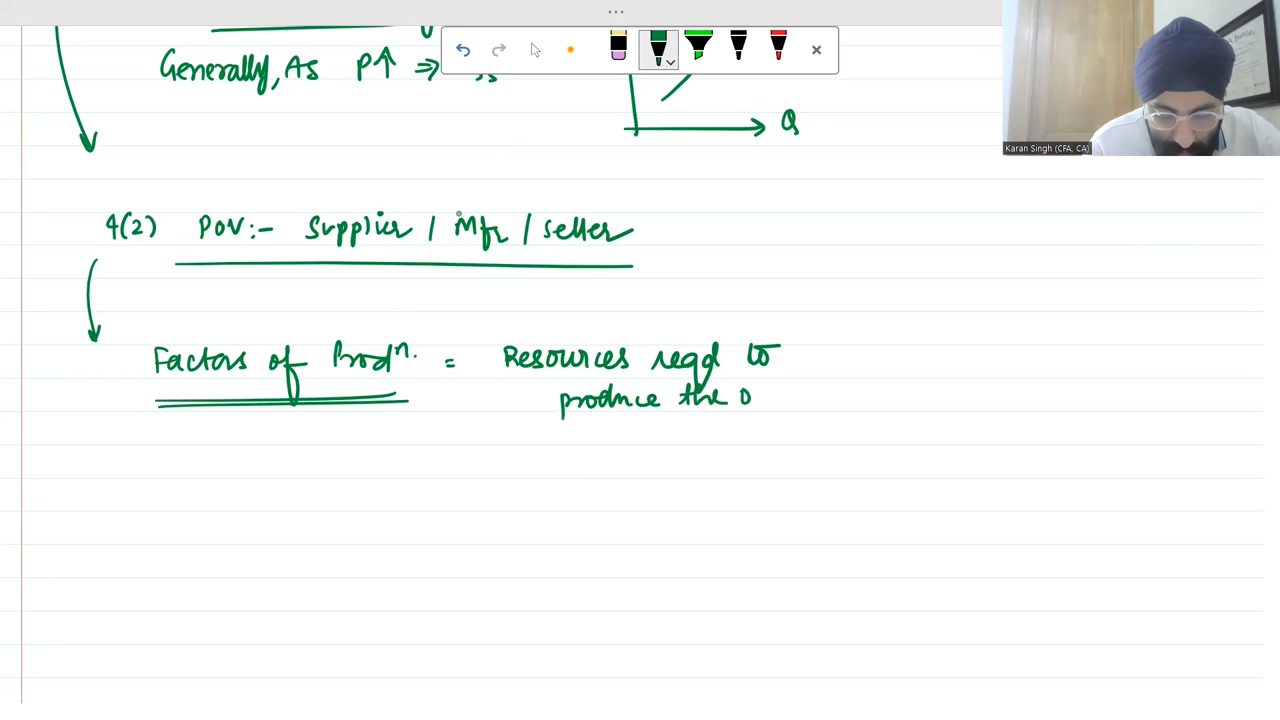 Generally, As P↑ ⇒
Q
Karan Singh (CFA, CA)
4(2) POV:- Supplier / Mfr / Seller
Factors of Prodⁿ. = Resources reqd to
produce the O